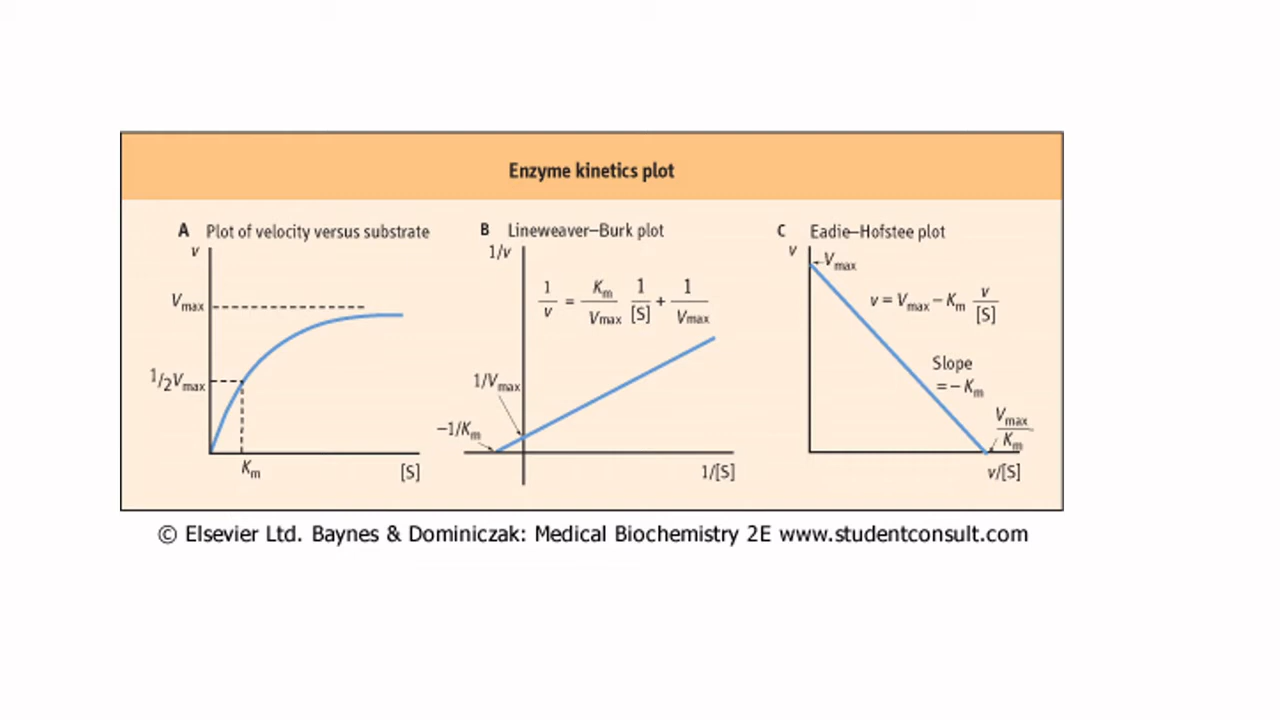 Enzyme kinetics plot
A Plot of velocity versus substrate
v
Vmax
1/2Vmax
Km
[S]
B Lineweaver–Burk plot
1/v
1/v = Km/Vmax 1/[S] + 1/Vmax
1/Vmax
–1/Km
1/[S]
C Eadie–Hofstee plot
v
Vmax
v = Vmax – Km v/[S]
Slope
= – Km
Vmax/Km
v/[S]
© Elsevier Ltd. Baynes & Dominiczak: Medical Biochemistry 2E www.studentconsult.com